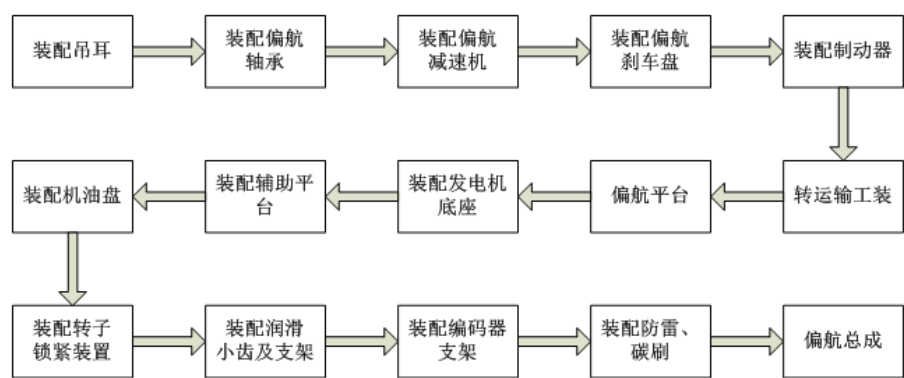 装配吊耳
装配偏航
轴承
装配偏航
减速机
装配偏航
刹车盘
装配制动器
转运输工装
偏航平台
装配发电机
底座
装配辅助平
台
装配机油盘
装配转子
锁紧装置
装配润滑
小齿及支架
装配编码器
支架
装配防雷、
碳刷
偏航总成